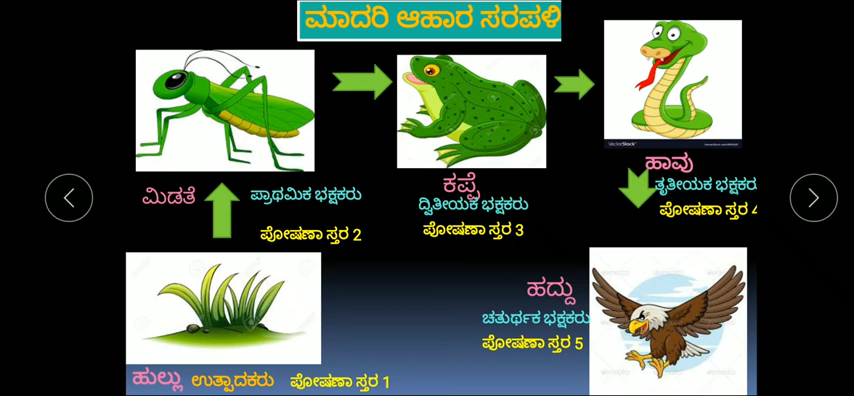 ಮಾದರಿ ಆಹಾರ ಸರಪಳಿ
ಮಿಡತೆ
ಪ್ರಾಥಮಿಕ ಭಕ್ಷಕರು
ಪೋಷಣಾ ಸ್ತರ 2
ಕಪ್ಪೆ
ದ್ವಿತೀಯಕ ಭಕ್ಷಕರು
ಪೋಷಣಾ ಸ್ತರ 3
VectorStock
ಹಾವು
ತೃತೀಯಕ ಭಕ್ಷಕರು
ಪೋಷಣಾ ಸ್ತರ 4
ಹುಲ್ಲು ಉತ್ಪಾದಕರು ಪೋಷಣಾ ಸ್ತರ 1
ಹದ್ದು
ಚತುರ್ಥಕ ಭಕ್ಷಕರು
ಪೋಷಣಾ ಸ್ತರ 5